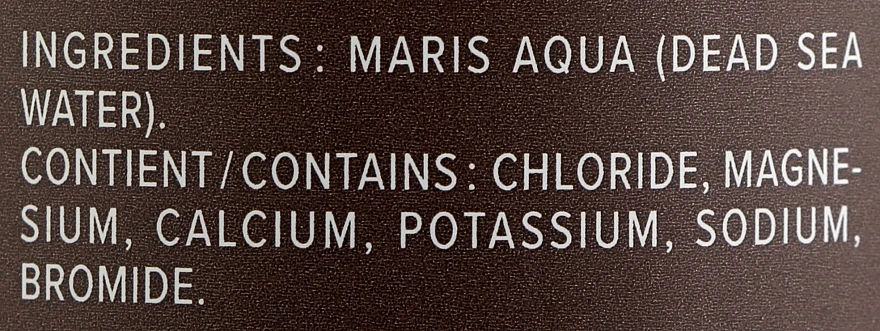 INGREDIENTS : MARIS AQUA (DEAD SEA
WATER).
CONTIENT/CONTAINS : CHLORIDE, MAGNE-
SIUM, CALCIUM, POTASSIUM, SODIUM,
BROMIDE.